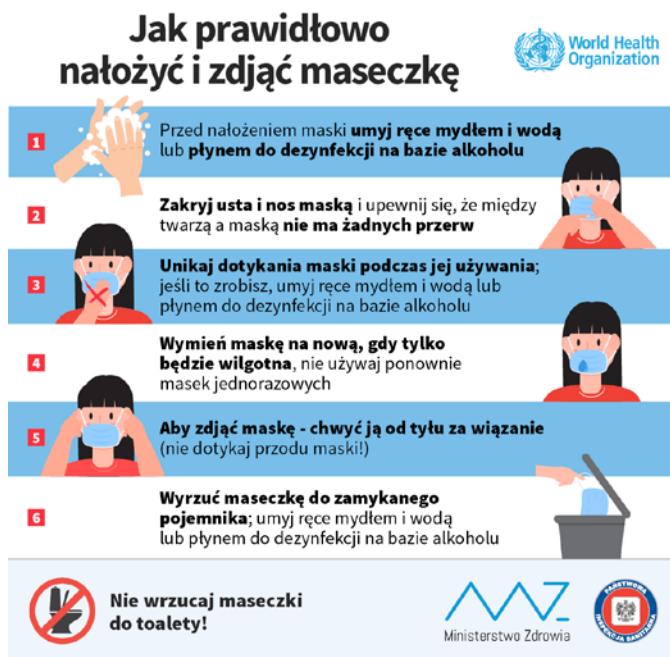 Jak prawidłowo
nałożyć i zdjąć maseczkę
World Health
Organization
1
Przed nałożeniem maski umyj ręce mydłem i wodą
lub płynem do dezynfekcji na bazie alkoholu
2
Zakryj usta i nos maską i upewnij się, że między
twarzą a maską nie ma żadnych przerw
3
Unikaj dotykania maski podczas jej używania;
jeśli to zrobisz, umyj ręce mydłem i wodą lub
płynem do dezynfekcji na bazie alkoholu
4
Wymień maskę na nową, gdy tylko
będzie wilgotna, nie używaj ponownie
masek jednorazowych
5
Aby zdjąć maskę - chwyć ją od tyłu za wiązanie
(nie dotykaj przodu maski!)
6
Wyrzuć maseczkę do zamykanego
pojemnika; umyj ręce mydłem i wodą
lub płynem do dezynfekcji na bazie alkoholu
Nie wrzucaj maseczki
do toalety!
Ministerstwo Zdrowia
PAŃSTWOWA
INSPEKCJA SANITARNA